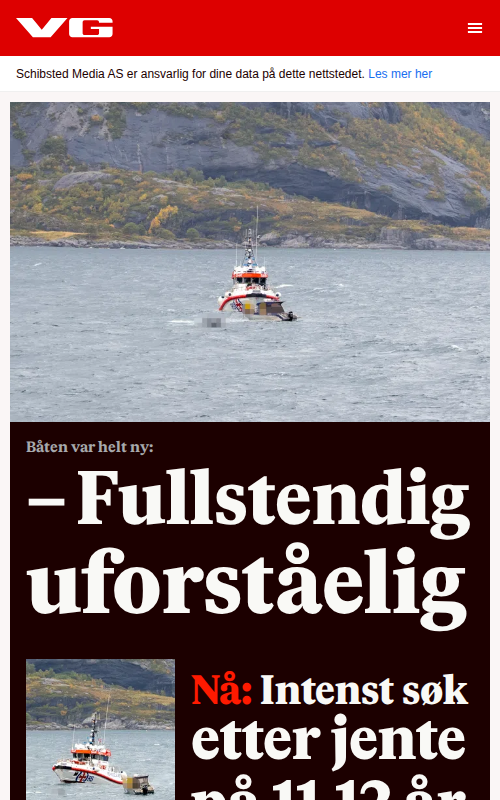 VG
Schibsted Media AS er ansvarlig for dine data på dette nettstedet. Les mer her
Båten var helt ny:
– Fullstendig
uforståelig
Nå: Intenst søk
etter jente
på 11-12 år